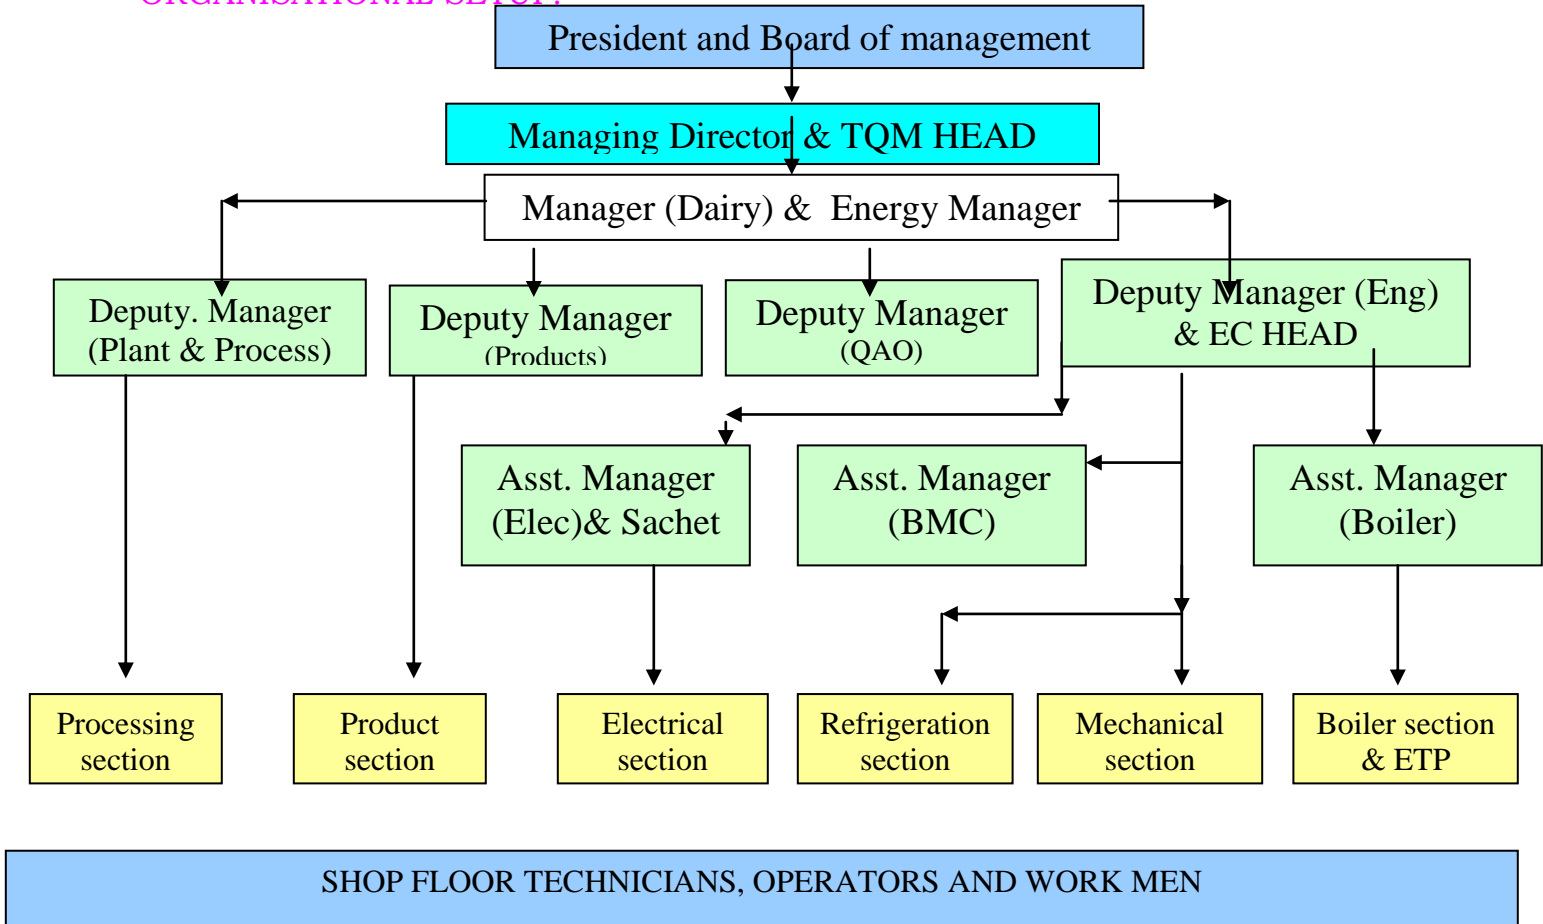 ORGANISATIONAL SETUP:
President and Board of management
Managing Director & TQM HEAD
Manager (Dairy) & Energy Manager
Deputy. Manager
(Plant & Process)
Deputy Manager
(Products)
Deputy Manager
(QAO)
Deputy Manager (Eng)
& EC HEAD
Asst. Manager
(Elec)& Sachet
Asst. Manager
(BMC)
Asst. Manager
(Boiler)
Processing
section
Product
section
Electrical
section
Refrigeration
section
Mechanical
section
Boiler section
& ETP
SHOP FLOOR TECHNICIANS, OPERATORS AND WORK MEN